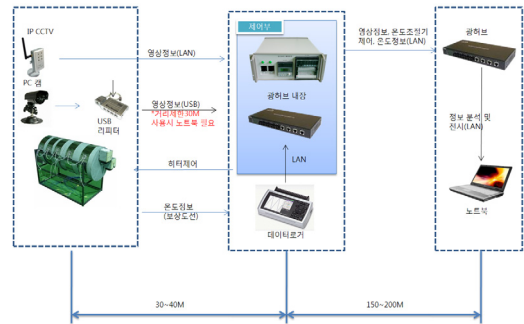 IP CCTV
PC 캠
USB
리피터
영상정보(LAN)
영상정보(USB)
*거리제한30M
사용시 노트북 필요
히터제어
온도정보
(보상도선)
제어부
광허브 내장
LAN
데이터로거
영상정보, 온도조절기
제어, 온도정보(LAN)
광허브
정보 분석 및
전시(LAN)
노트북
30~40M
150~200M